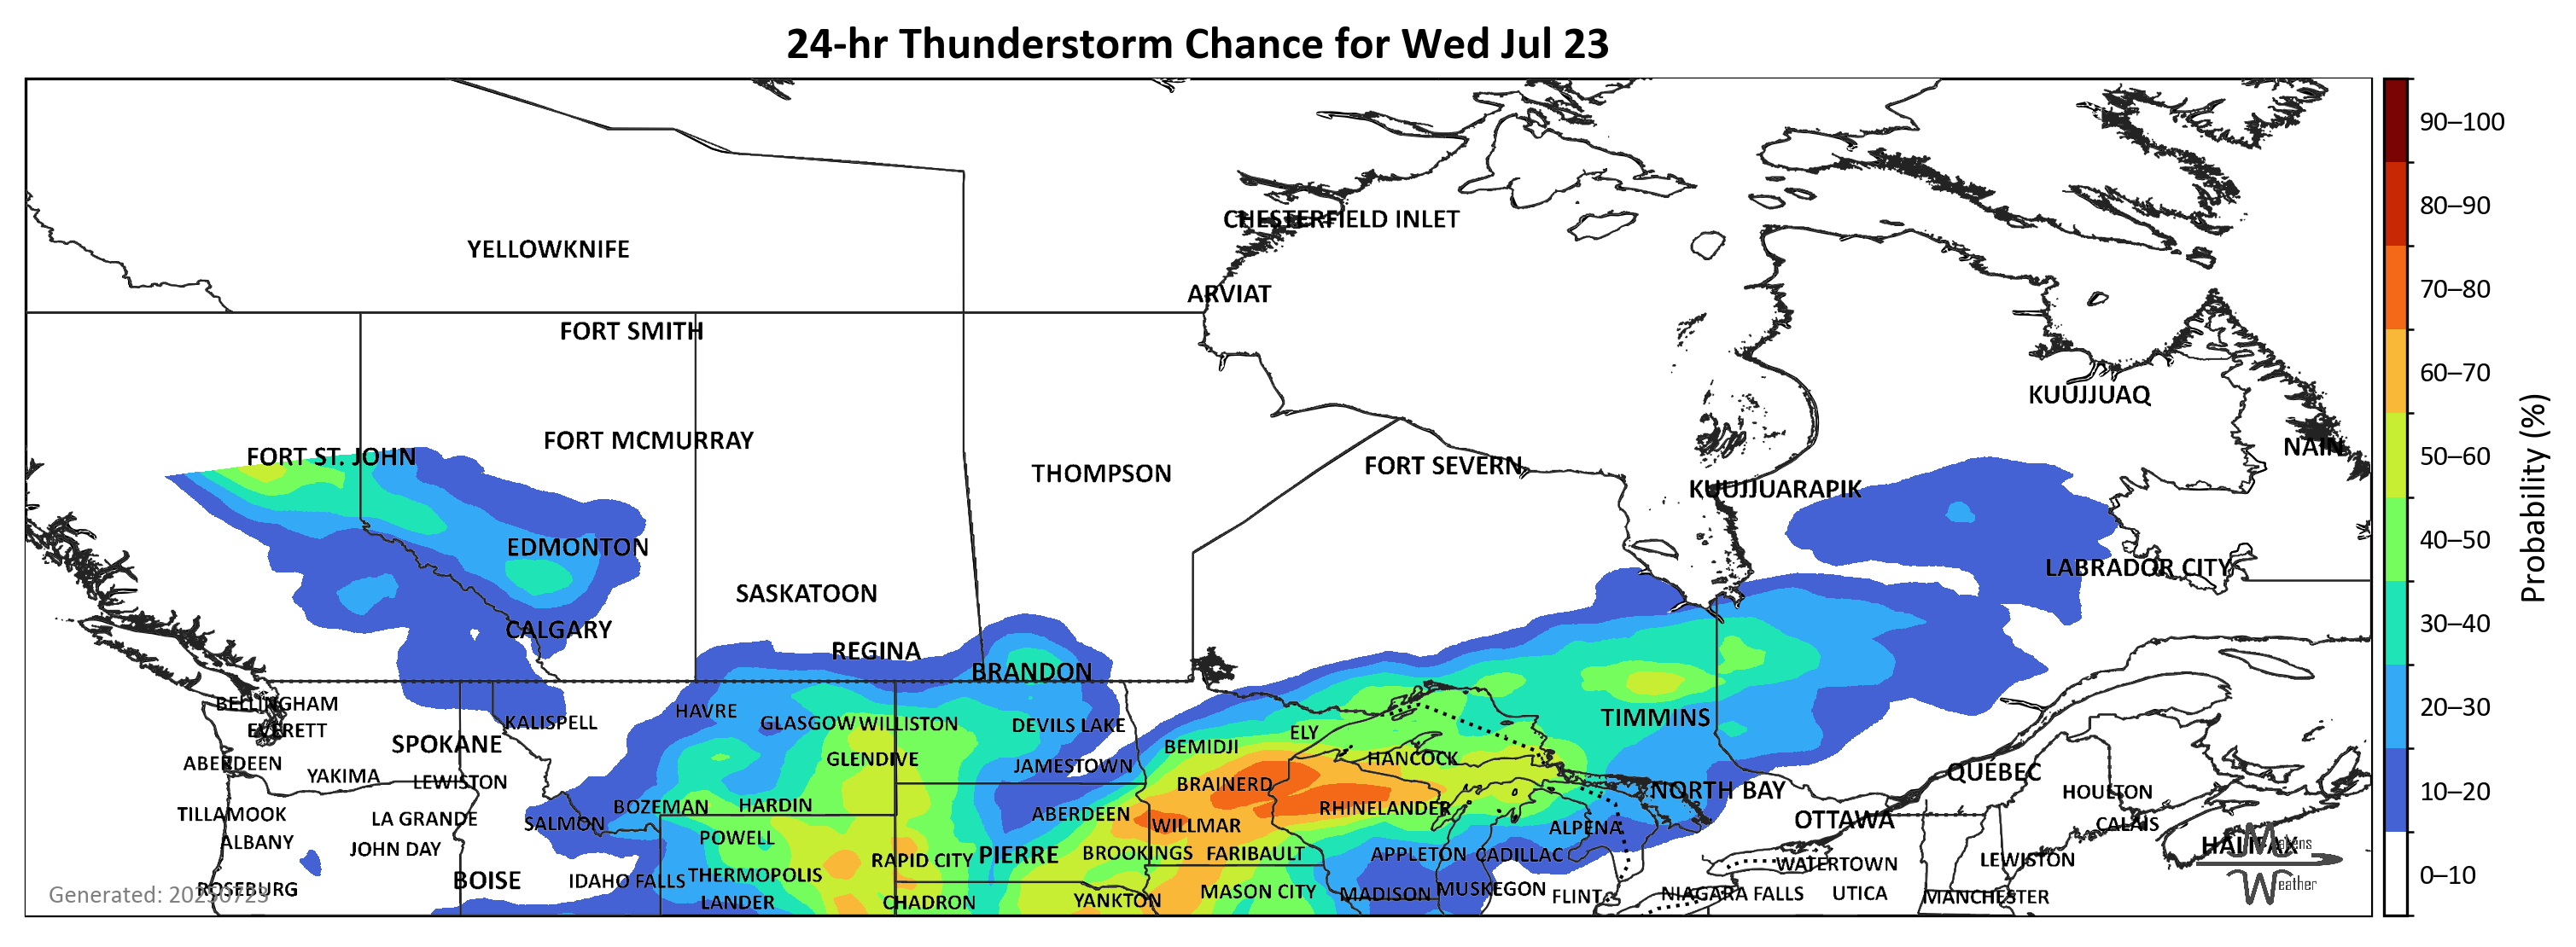 24-hr Thunderstorm Chance for Wed Jul 23
90–100
80–90
70–80
60–70
50–60
40–50
30–40
20–30
10–20
0–10
Probability (%)
CHESTERFIELD INLET
YELLOWKNIFE
ARVIAT
FORT SMITH
KUUJJUAQ
FORT MCMURRAY
NAIN
FORT ST. JOHN
FORT SEVERN
THOMPSON
KUUJJUARAPIK
EDMONTON
LABRADOR CITY
SASKATOON
CALGARY
REGINA
BRANDON
BELLINGHAM
HAVRE
TIMMINS
KALISPELL
GLASGOW
WILLISTON
DEVILS LAKE
EVERETT
ELY
SPOKANE
BEMIDJI
GLENDIVE
HANCOCK
ABERDEEN
JAMESTOWN
QUÉBEC
YAKIMA
LEWISTON
BRAINERD
NORTH BAY
HOULTON
BOZEMAN
HARDIN
RHINELANDER
TILLAMOOK
LA GRANDE
ABERDEEN
OTTAWA
SALMON
WILLMAR
ALPENA
CALAIS
POWELL
ALBANY
JOHN DAY
HALIFAX
Matens
Weather
RAPID CITY
PIERRE
BROOKINGS
FARIBAULT
APPLETON
CADILLAC
WATERTOWN
LEWISTON
BOISE
IDAHO FALLS
THERMOPOLIS
ROSEBURG
MASON CITY
MADISON
MUSKEGON
FLINT
NIAGARA FALLS
UTICA
MANCHESTER
LANDER
CHADRON
YANKTON
Generated: 20250723